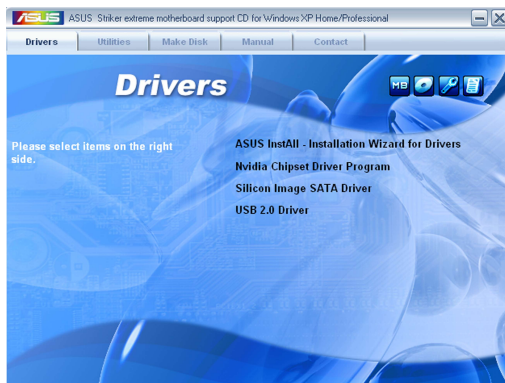 ASUS ASUS Striker extreme motherboard support CD for Windows XP Home/Professional
Drivers Utilities Make Disk Manual Contact
Drivers
MB
Please select items on the right
side.
ASUS InstAll - Installation Wizard for Drivers
Nvidia Chipset Driver Program
Silicon Image SATA Driver
USB 2.0 Driver